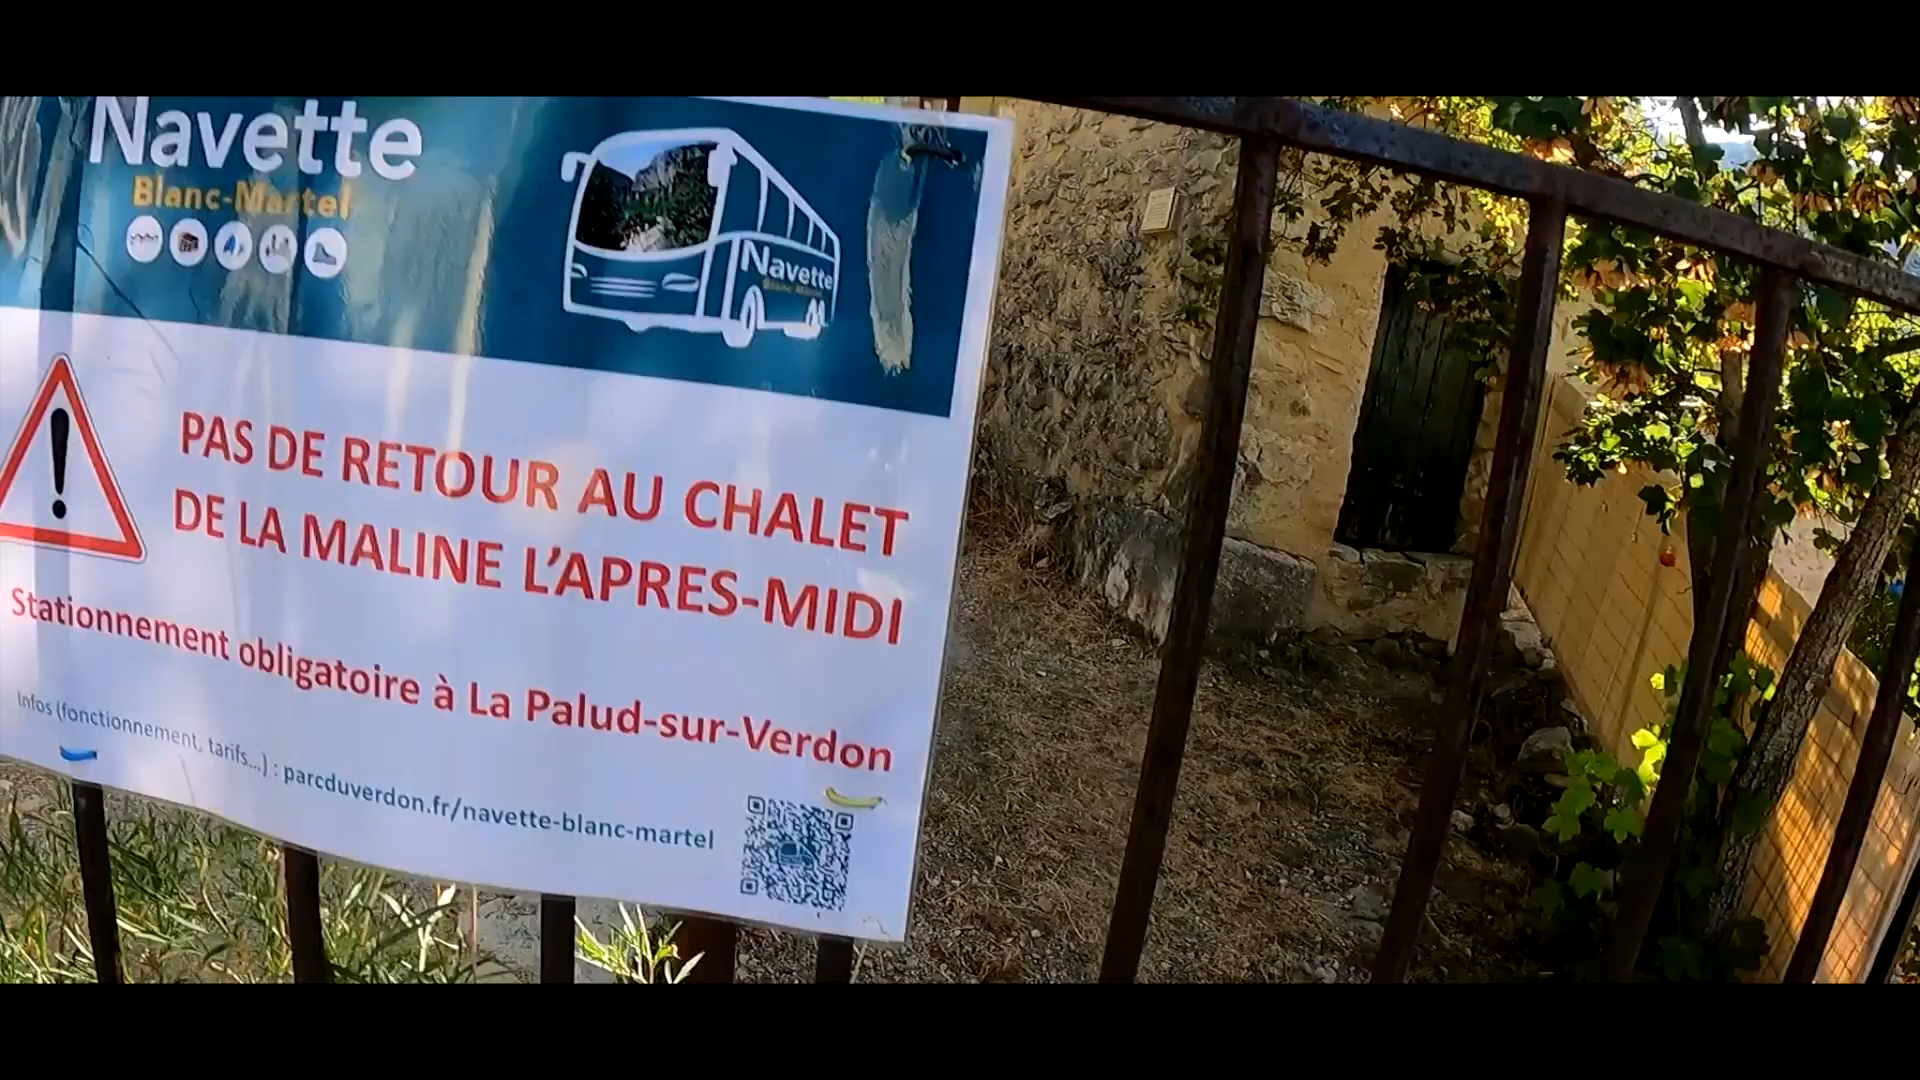 Navette
Blanc-Martel
Navette
PAS DE RETOUR AU CHALET
DE LA MALINE L'APRES-MIDI
Stationnement obligatoire à La Palud-sur-Verdon
Infos (fonctionnement, tarifs...) : parcduverdon.fr/navette-blanc-martel